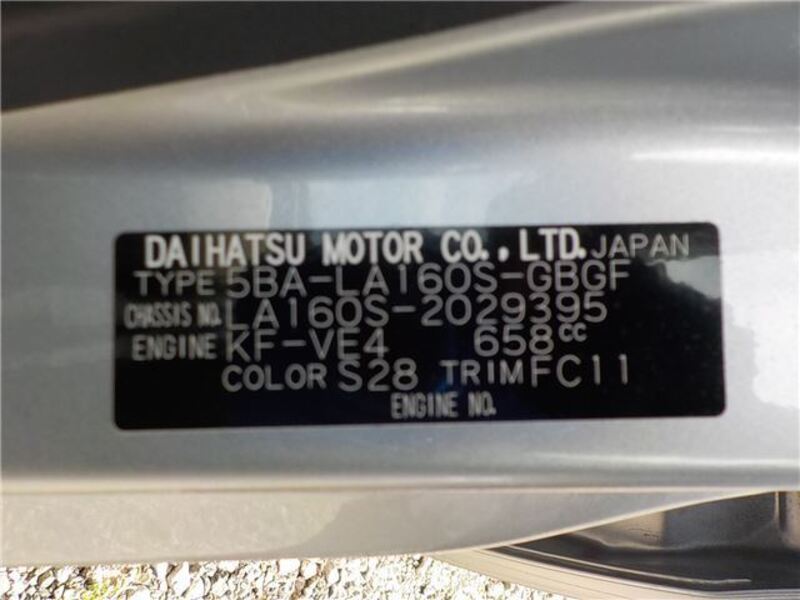 DAIHATSU MOTOR CO., LTD. JAPAN
TYPE 5BA-LA160S-GBGF
CHASSIS NO. LA160S-2029395
ENGINE KF-VE4 658cc
COLOR S28 TRIM FC11
ENGINE NO.